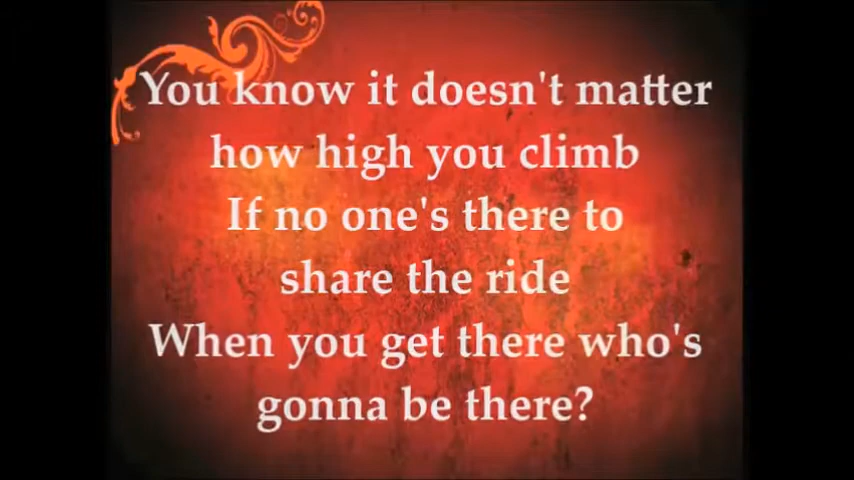 You know it doesn't matter
how high you climb
If no one's there to
share the ride
When you get there who's
gonna be there?